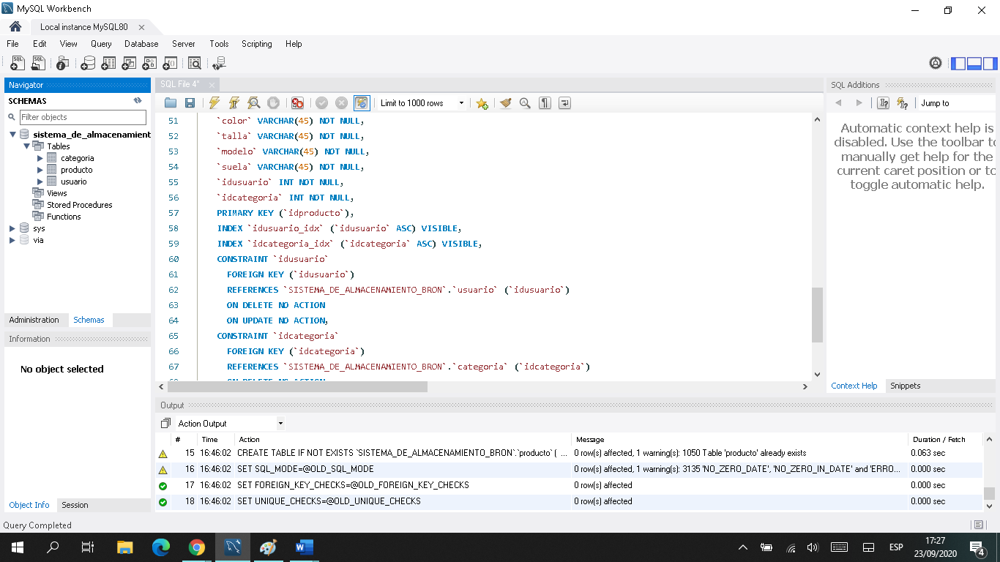 MySQL Workbench
Local instance MySQL80
File Edit View Query Database Server Tools Scripting Help
Navigator
SCHEMAS
Filter objects
sistema_de_almacenamient
Tables
categoria
producto
usuario
Views
Stored Procedures
Functions
sys
via
Administration Schemas
Information
No object selected
Object Info Session
SQL File 4*
Limit to 1000 rows
51 `color` VARCHAR(45) NOT NULL,
52 `talla` VARCHAR(45) NOT NULL,
53 `modelo` VARCHAR(45) NOT NULL,
54 `suela` VARCHAR(45) NOT NULL,
55 `idusuario` INT NOT NULL,
56 `idcategoria` INT NOT NULL,
57 PRIMARY KEY (`idproducto`),
58 INDEX `idusuario_idx` (`idusuario` ASC) VISIBLE,
59 INDEX `idcategoria_idx` (`idcategoria` ASC) VISIBLE,
60 CONSTRAINT `idusuario`
61 FOREIGN KEY (`idusuario`)
62 REFERENCES `SISTEMA_DE_ALMACENAMIENTO_BRON`.`usuario` (`idusuario`)
63 ON DELETE NO ACTION
64 ON UPDATE NO ACTION,
65 CONSTRAINT `idcategoria`
66 FOREIGN KEY (`idcategoria`)
67 REFERENCES `SISTEMA_DE_ALMACENAMIENTO_BRON`.`categoria` (`idcategoria`)
68 ON DELETE NO ACTION
SQL Additions
Jump to
Automatic context help is
disabled. Use the toolbar to
manually get help for the
current caret position or to
toggle automatic help.
Context Help Snippets
Output
Action Output
# Time Action Message Duration / Fetch
15 16:46:02 CREATE TABLE IF NOT EXISTS `SISTEMA_DE_ALMACENAMIENTO_BRON`.`producto` ( ... 0 row(s) affected, 1 warning(s): 1050 Table 'producto' already exists 0.063 sec
16 16:46:02 SET SQL_MODE=@OLD_SQL_MODE 0 row(s) affected, 1 warning(s): 3135 'NO_ZERO_DATE', 'NO_ZERO_IN_DATE' and 'ERRO... 0.000 sec
17 16:46:02 SET FOREIGN_KEY_CHECKS=@OLD_FOREIGN_KEY_CHECKS 0 row(s) affected 0.000 sec
18 16:46:02 SET UNIQUE_CHECKS=@OLD_UNIQUE_CHECKS 0 row(s) affected 0.000 sec
Query Completed
ESP
17:27
23/09/2020
4